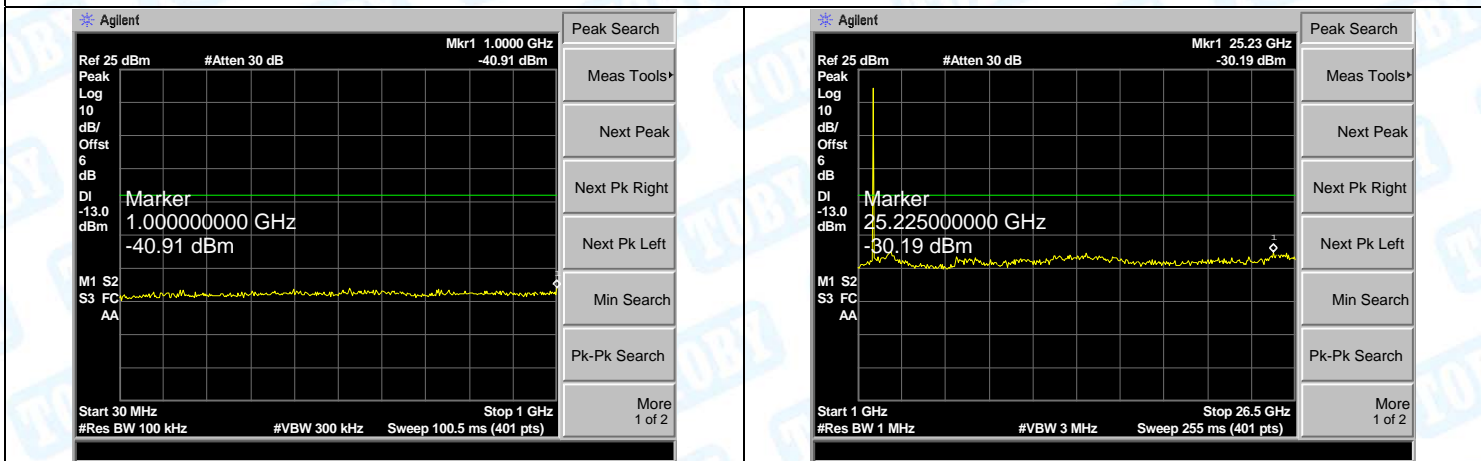 Agilent
Peak Search
Mkr1 1.0000 GHz
Ref 25 dBm #Atten 30 dB -40.91 dBm
Peak
Log
10
dB/
Offst
6
dB
DI
-13.0
dBm
Marker
1.000000000 GHz
-40.91 dBm
M1 S2
S3 FC
AA
1
Start 30 MHz Stop 1 GHz
#Res BW 100 kHz #VBW 300 kHz Sweep 100.5 ms (401 pts)
Meas Tools
Next Peak
Next Pk Right
Next Pk Left
Min Search
Pk-Pk Search
More
1 of 2
Agilent
Peak Search
Mkr1 25.23 GHz
Ref 25 dBm #Atten 30 dB -30.19 dBm
Peak
Log
10
dB/
Offst
6
dB
DI
-13.0
dBm
Marker
25.225000000 GHz
-30.19 dBm
1
M1 S2
S3 FC
AA
Start 1 GHz Stop 26.5 GHz
#Res BW 1 MHz #VBW 3 MHz Sweep 255 ms (401 pts)
Meas Tools
Next Peak
Next Pk Right
Next Pk Left
Min Search
Pk-Pk Search
More
1 of 2
TOBY